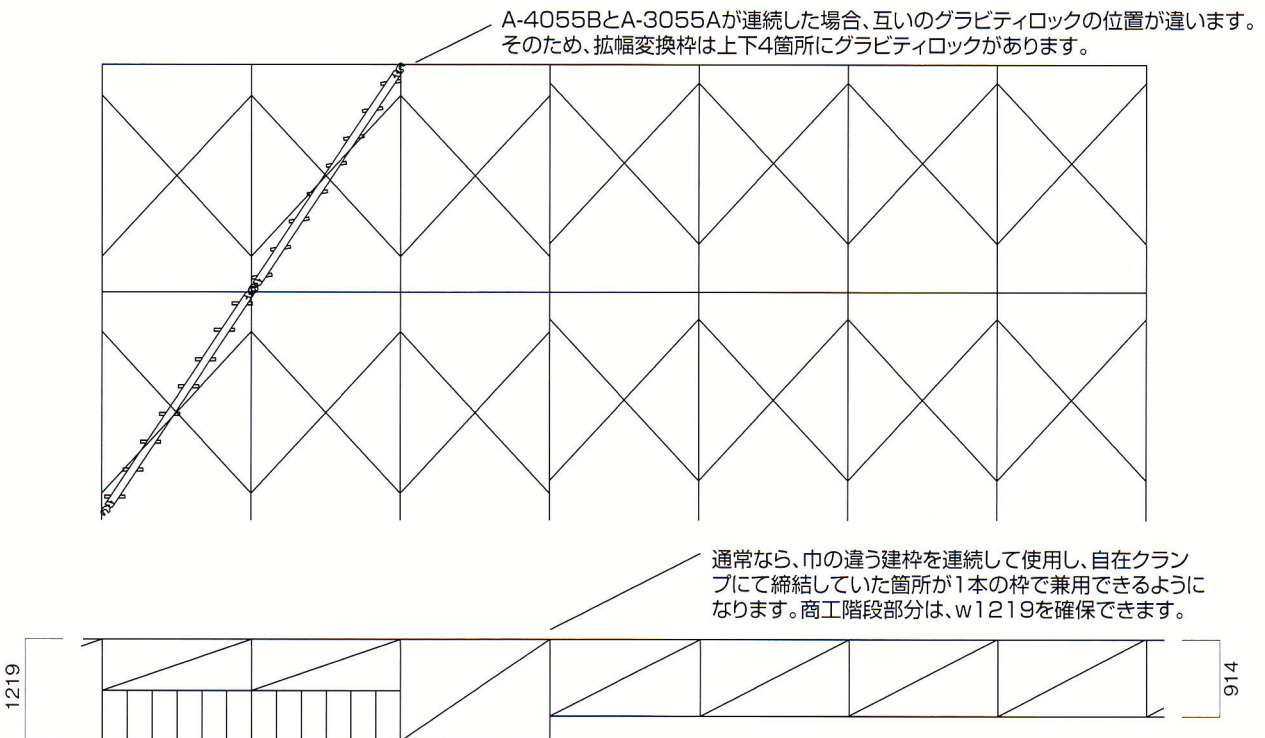 A-4055BとA-3055Aが連続した場合、互いのグラビティロックの位置が違います。
そのため、拡幅変換枠は上下4箇所にグラビティロックがあります。
通常なら、巾の違う建枠を連続して使用し、自在クラン
プにて締結していた箇所が1本の枠で兼用できるように
なります。商工階段部分は、w1219を確保できます。
1219
914